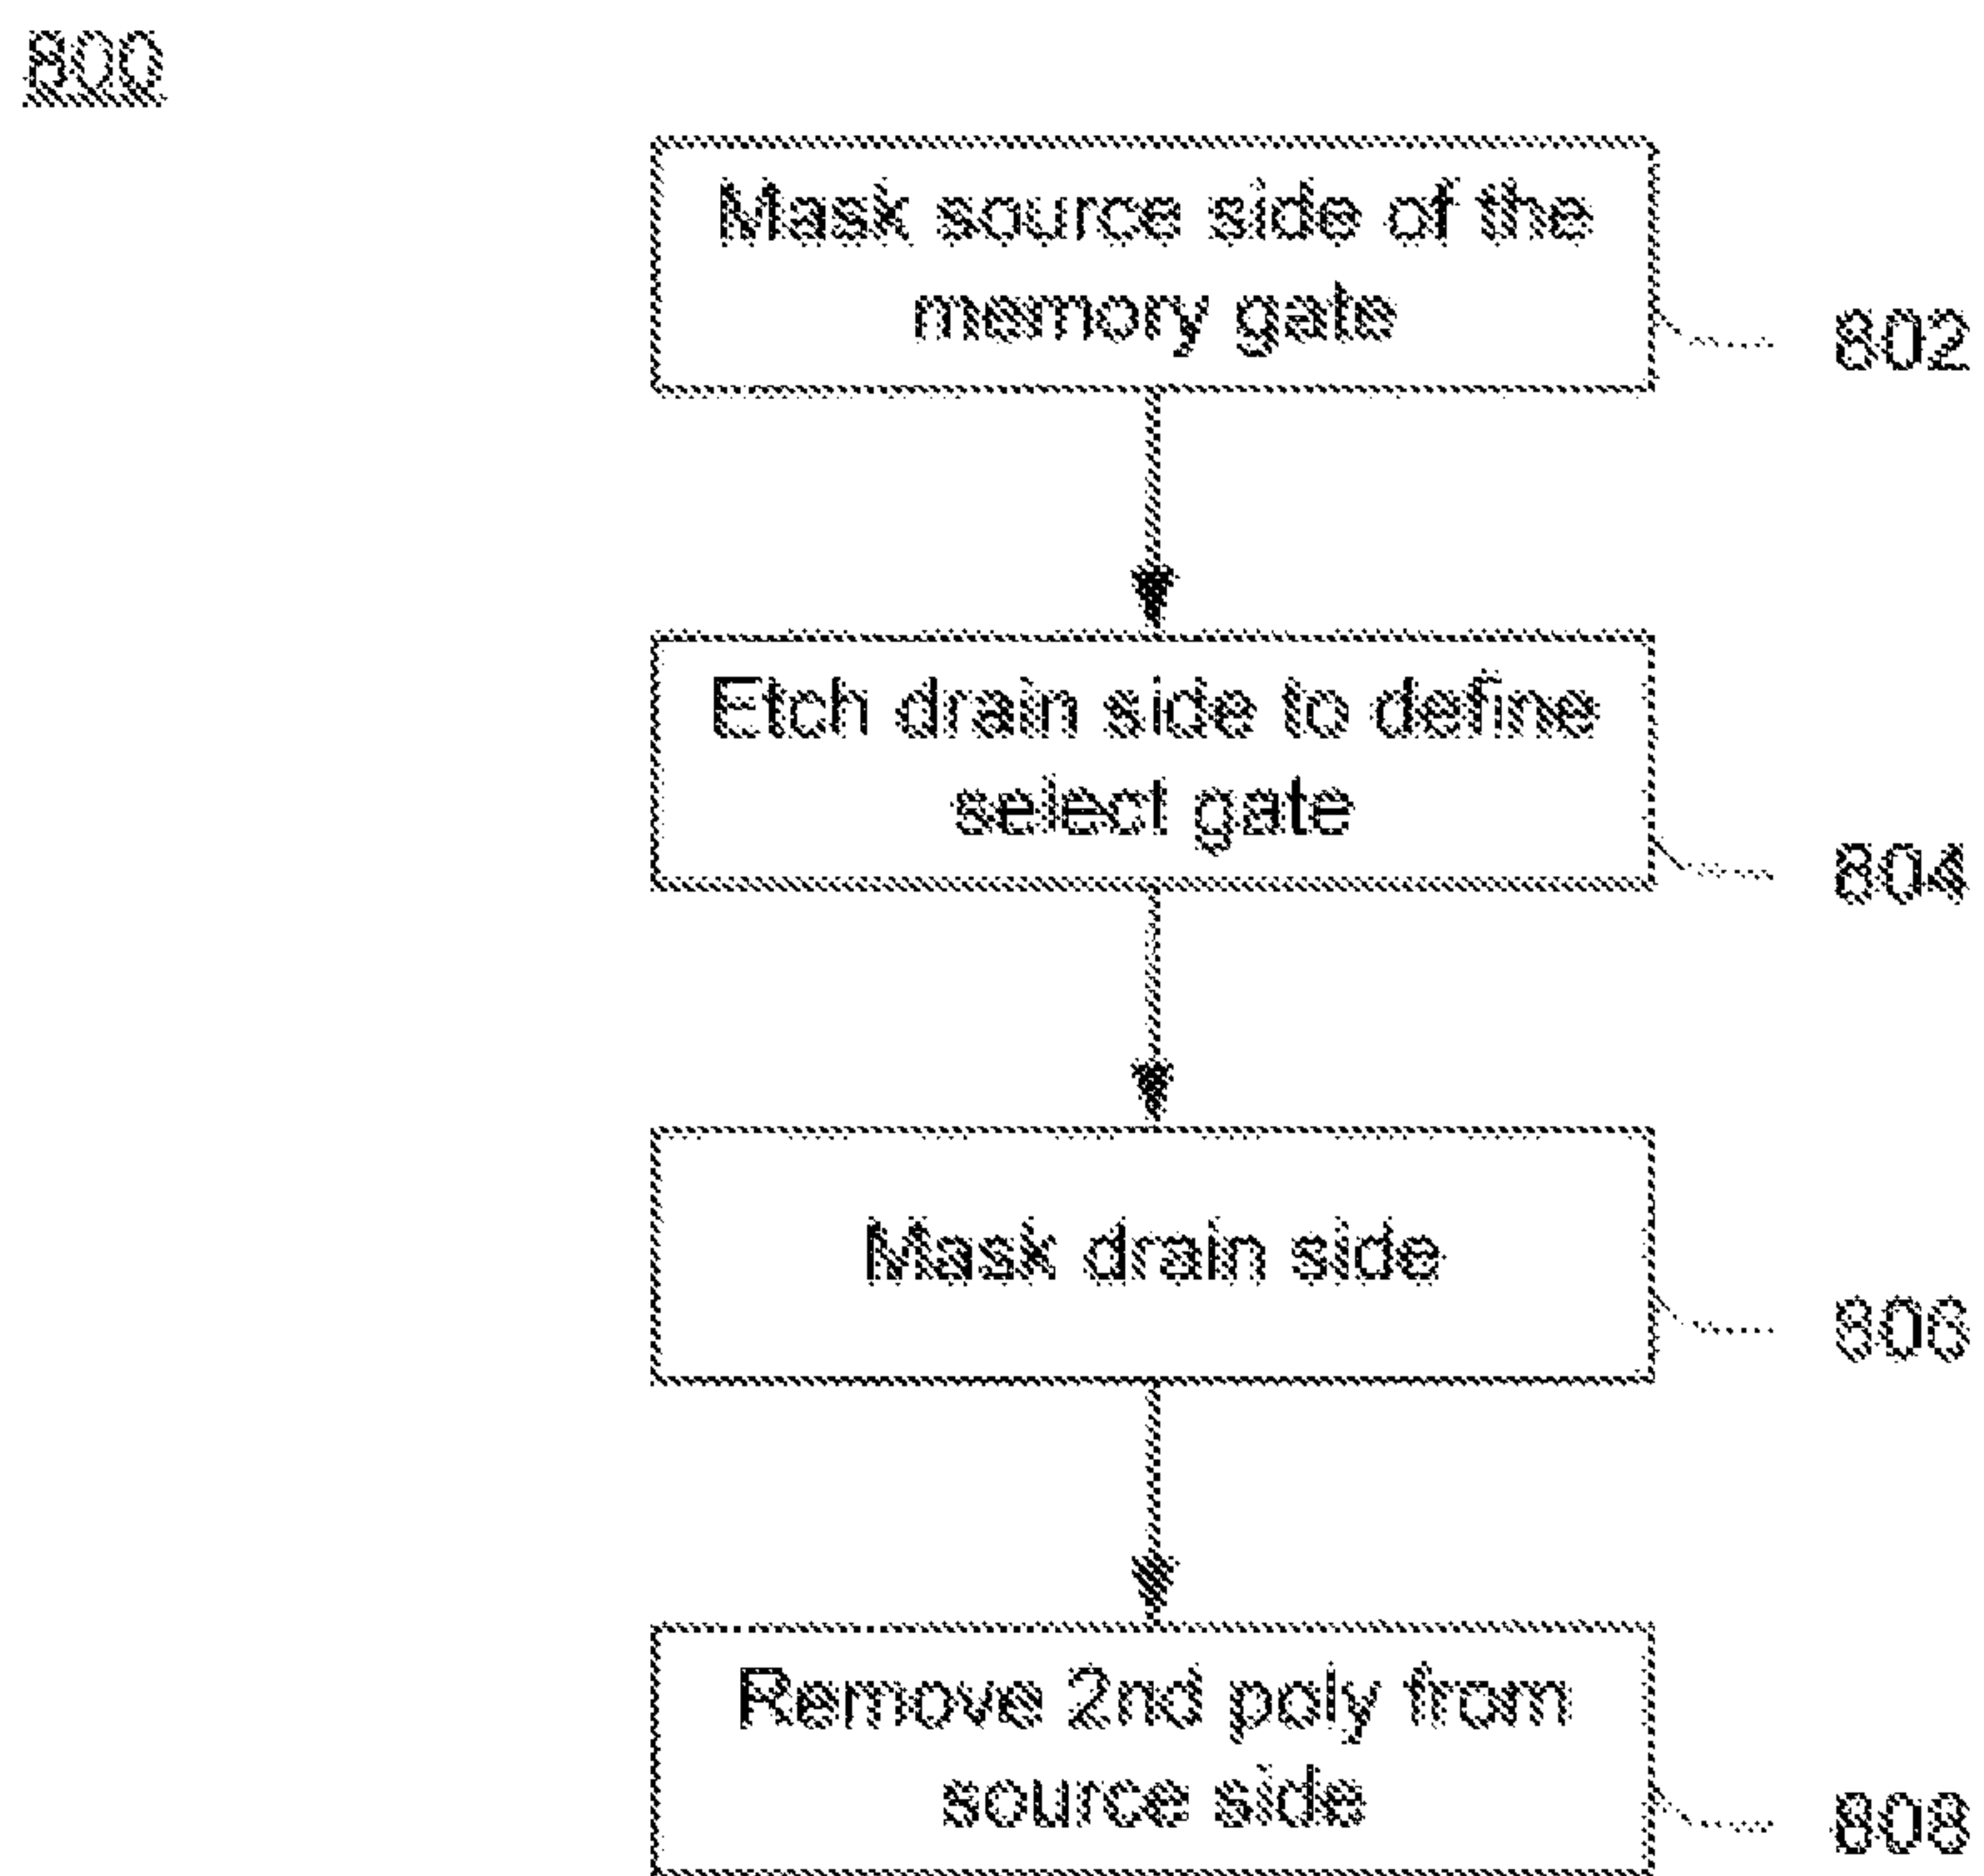 800
Mask source side of the
memory gate
802
Etch drain side to define
select gate
804
Mask drain side
806
Remove 2nd poly from
source side
808